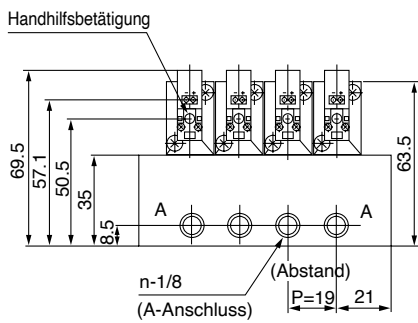 Handhilfsbetätigung
69.5
57.1
50.5
35
8.5
63.5
A
A
n-1/8
(A-Anschluss)
(Abstand)
P=19
21